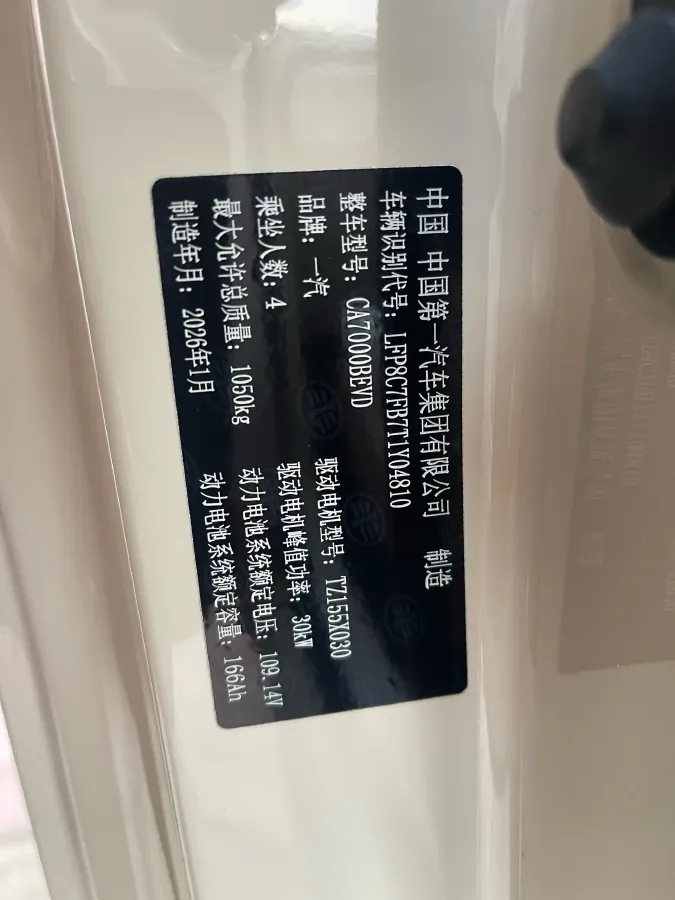 中国 中国第一汽车集团有限公司 制造
车辆识别代号：LFP8C7FB7T1Y04810
整车型号：CA7000BEVD 驱动电机型号：TZ155X030
品牌：一汽 驱动电机峰值功率：30kW
乘坐人数：4 动力电池系统额定电压：109.14V
最大允许总质量：1050kg 动力电池系统额定容量：166Ah
制造年月：2026年1月